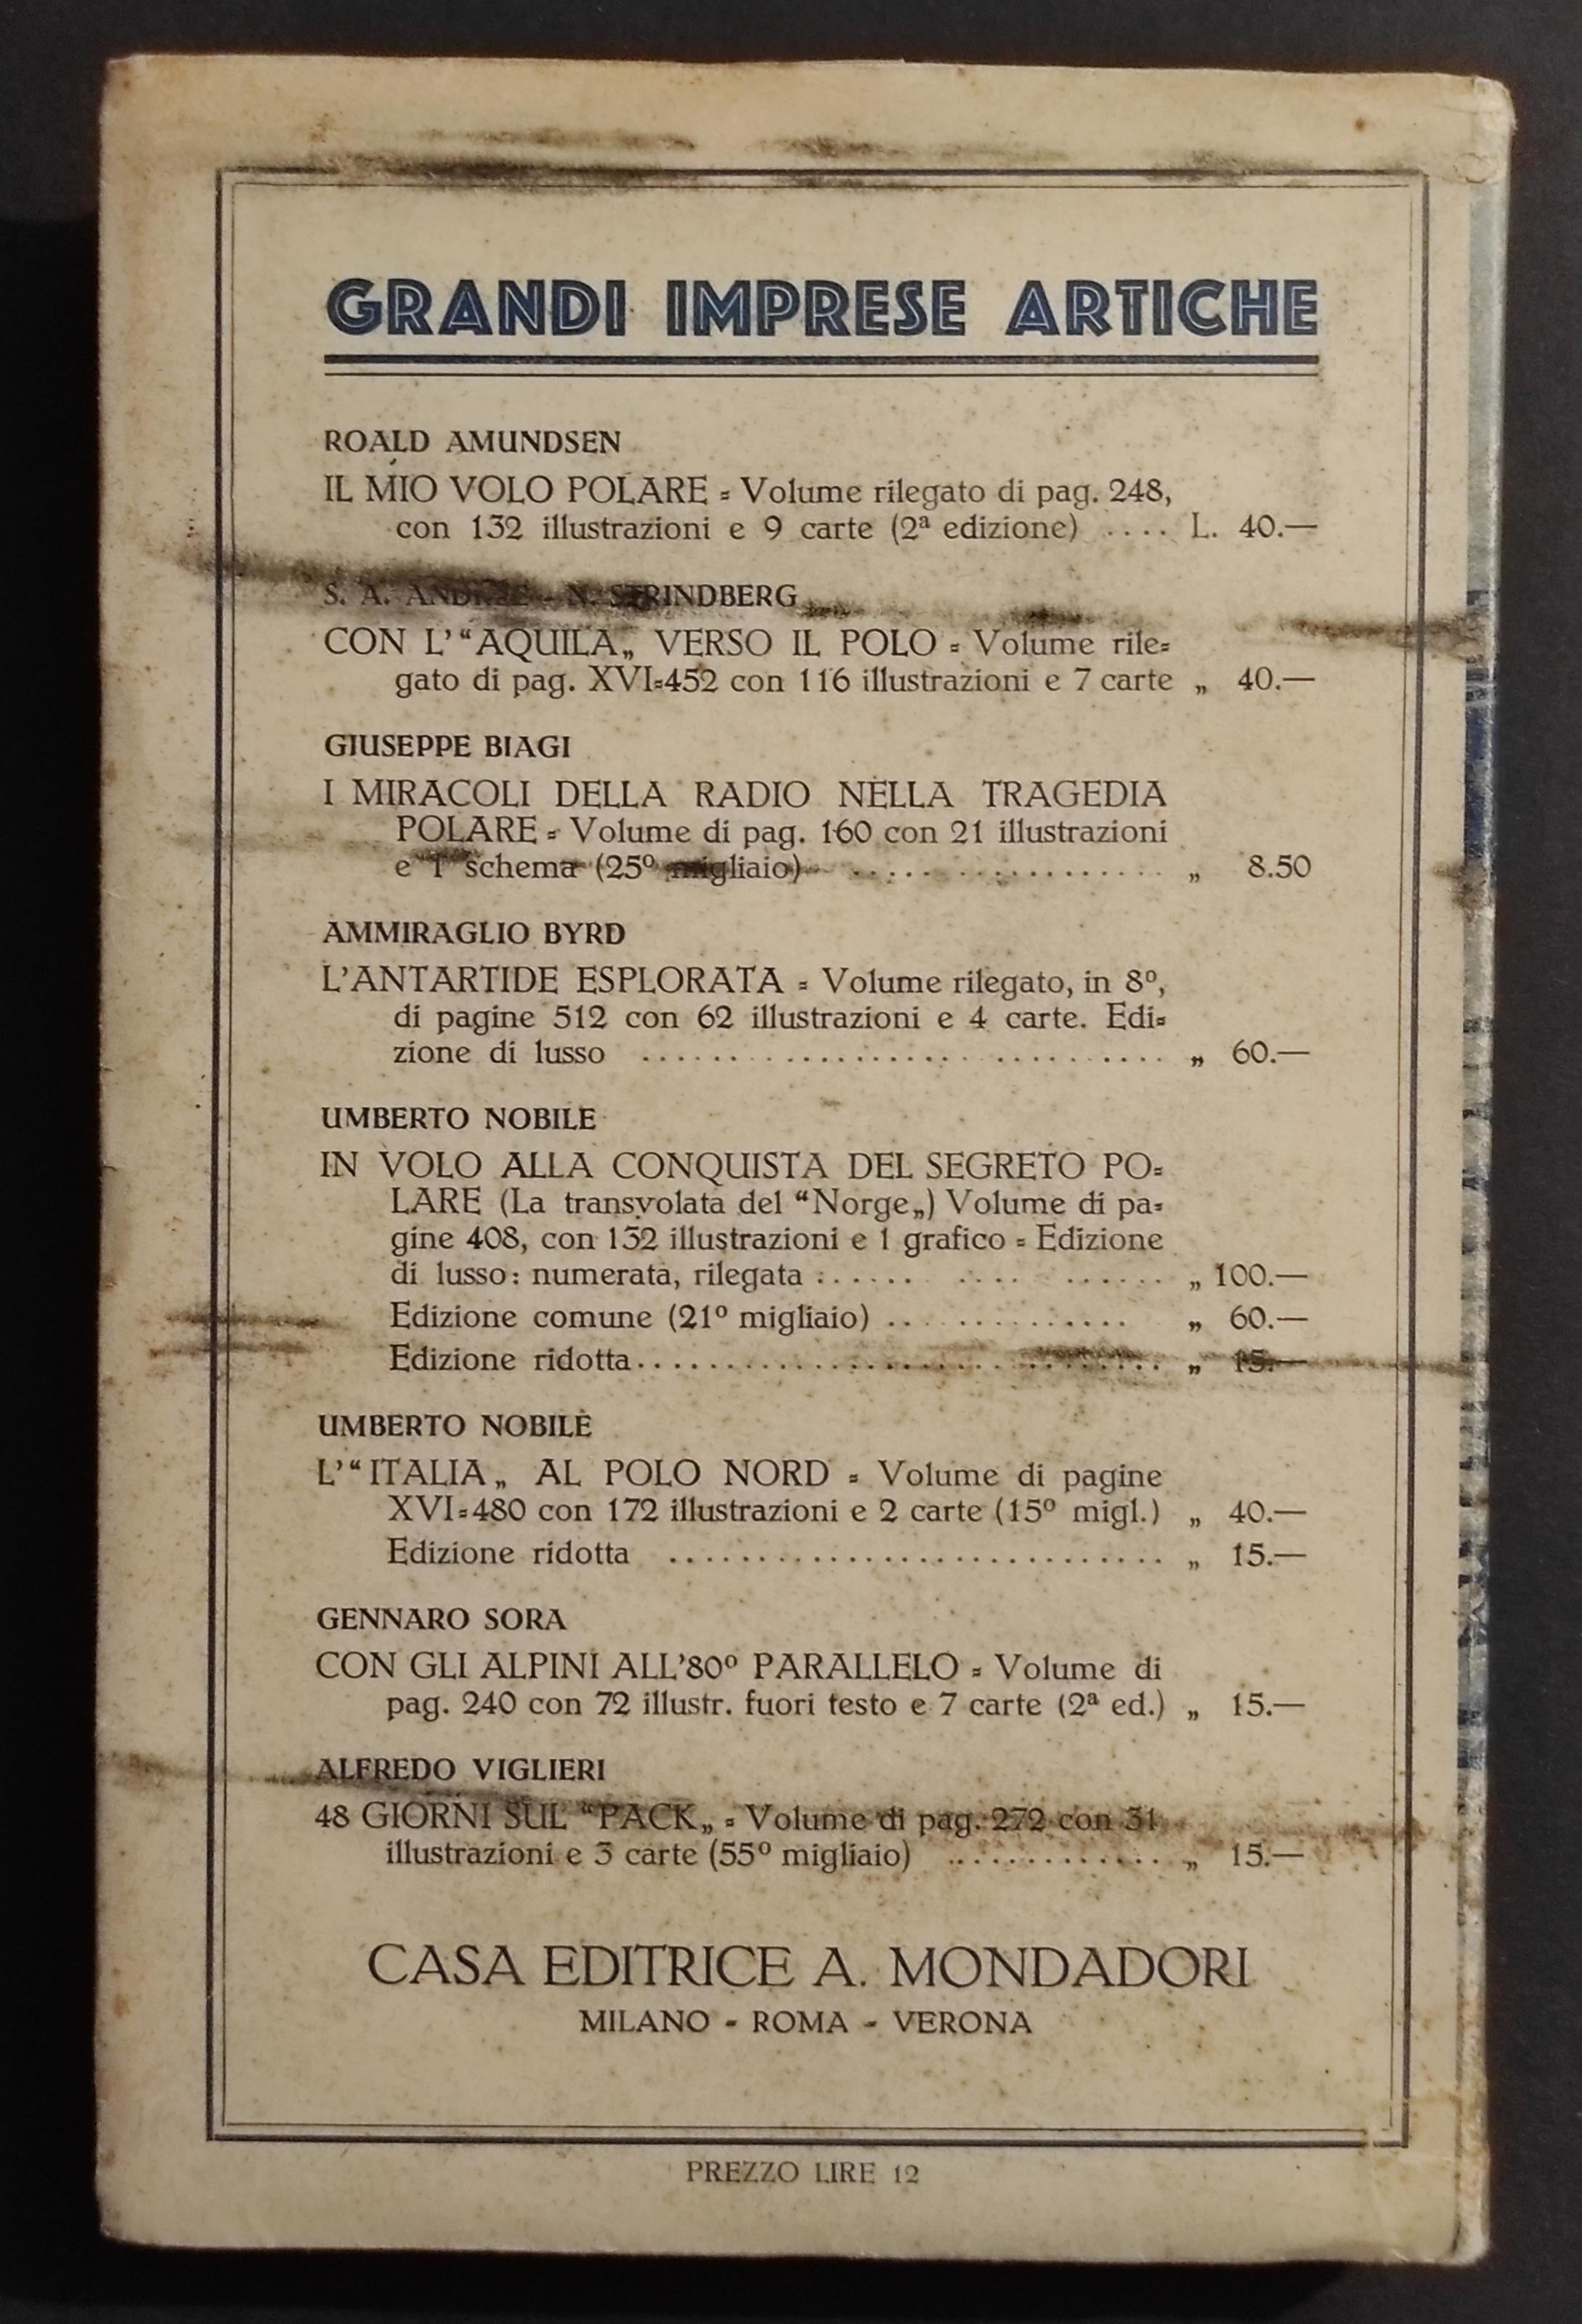 GRANDI IMPRESE ARTICHE
ROALD AMUNDSEN
IL MIO VOLO POLARE = Volume rilegato di pag. 248,
con 132 illustrazioni e 9 carte (2ª edizione) .... L. 40.—
S. A. ANDRÉE - N. STRINDBERG
CON L'“AQUILA„ VERSO IL POLO = Volume rile=
gato di pag. XVI=452 con 116 illustrazioni e 7 carte „ 40.—
GIUSEPPE BIAGI
I MIRACOLI DELLA RADIO NELLA TRAGEDIA
POLARE = Volume di pag. 160 con 21 illustrazioni
e 1 schema (25º migliaio) .................. „ 8.50
AMMIRAGLIO BYRD
L'ANTARTIDE ESPLORATA = Volume rilegato, in 8º,
di pagine 512 con 62 illustrazioni e 4 carte. Edi=
zione di lusso .............................. „ 60.—
UMBERTO NOBILE
IN VOLO ALLA CONQUISTA DEL SEGRETO PO=
LARE (La transvolata del “Norge„) Volume di pa=
gine 408, con 132 illustrazioni e 1 grafico = Edizione
di lusso: numerata, rilegata ...... .... ...... „ 100.—
Edizione comune (21º migliaio) ............... „ 60.—
Edizione ridotta.............................. „ 15.—
UMBERTO NOBILE
L'“ITALIA„ AL POLO NORD = Volume di pagine
XVI=480 con 172 illustrazioni e 2 carte (15º migl.) „ 40.—
Edizione ridotta ............................ „ 15.—
GENNARO SORA
CON GLI ALPINI ALL'80º PARALLELO = Volume di
pag. 240 con 72 illustr. fuori testo e 7 carte (2ª ed.) „ 15.—
ALFREDO VIGLIERI
48 GIORNI SUL “PACK„ = Volume di pag. 272 con 31
illustrazioni e 3 carte (55º migliaio) ............. „ 15.—
CASA EDITRICE A. MONDADORI
MILANO - ROMA - VERONA
PREZZO LIRE 12